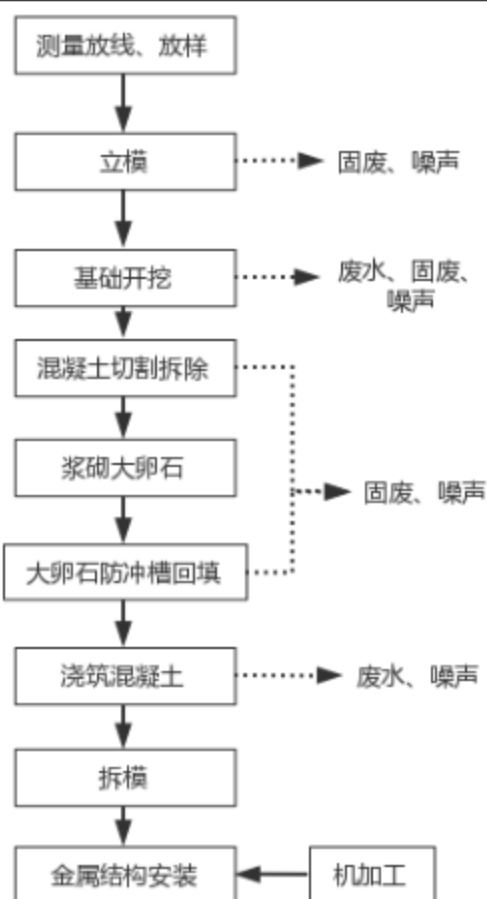 测量放线、放样
立模
固废、噪声
基础开挖
废水、固废、
噪声
混凝土切割拆除
浆砌大卵石
固废、噪声
大卵石防冲槽回填
浇筑混凝土
废水、噪声
拆模
金属结构安装
机加工